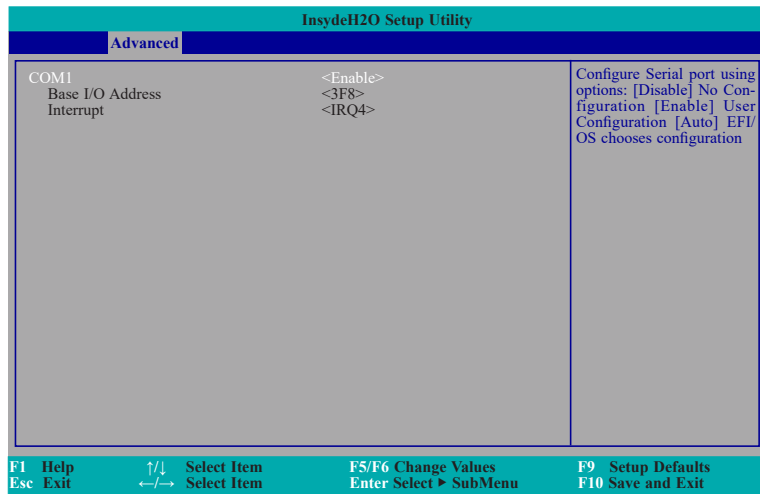 InsydeH2O Setup Utility
Advanced
COM1 <Enable>
Base I/O Address <3F8>
Interrupt <IRQ4>
Configure Serial port using
options: [Disable] No Con-
figuration [Enable] User
Configuration [Auto] EFI/
OS chooses configuration
F1 Help ↑/↓ Select Item F5/F6 Change Values F9 Setup Defaults
Esc Exit ←/→ Select Item Enter Select ▶ SubMenu F10 Save and Exit